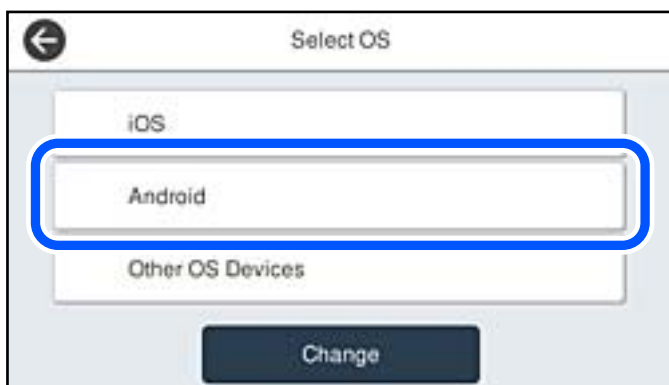 Select OS
iOS
Android
Other OS Devices
Change